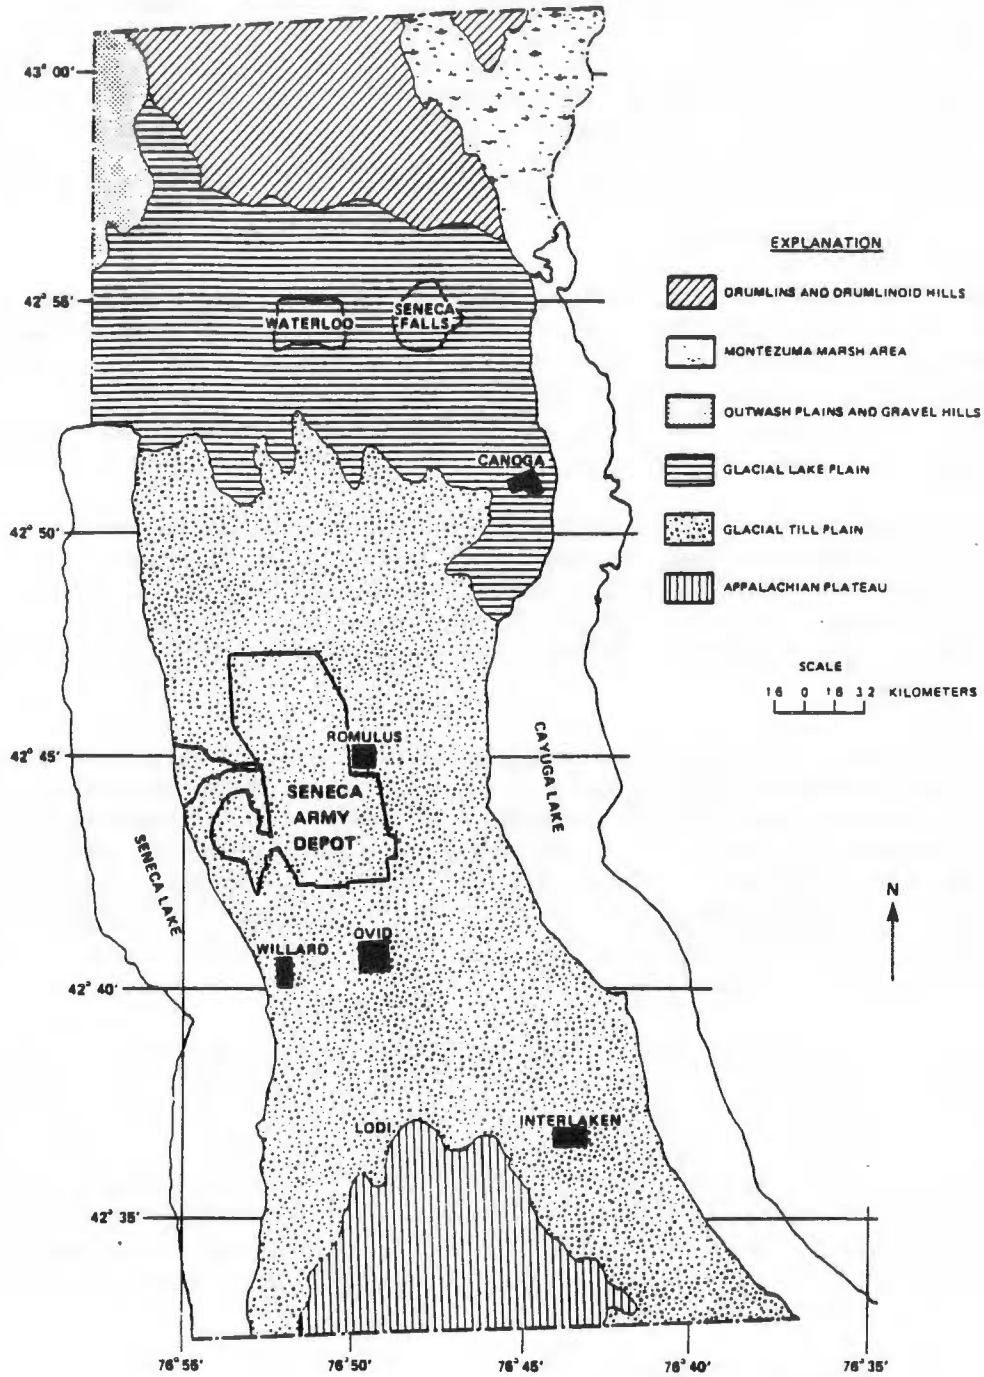 43° 00'
42° 55'
42° 50'
42° 45'
42° 40'
42° 35'
WATERLOO
SENECA
FALLS
CANOGA
ROMULUS
SENECA
ARMY
DEPOT
SENECA LAKE
CAYUGA LAKE
WILLARD
OVID
LODI
INTERLAKEN
EXPLANATION
DRUMLINS AND DRUMLINOID HILLS
MONTEZUMA MARSH AREA
OUTWASH PLAINS AND GRAVEL HILLS
GLACIAL LAKE PLAIN
GLACIAL TILL PLAIN
APPALACHIAN PLATEAU
SCALE
1.6 0 1.6 3.2 KILOMETERS
N
76° 55'
76° 50'
76° 45'
76° 40'
76° 35'